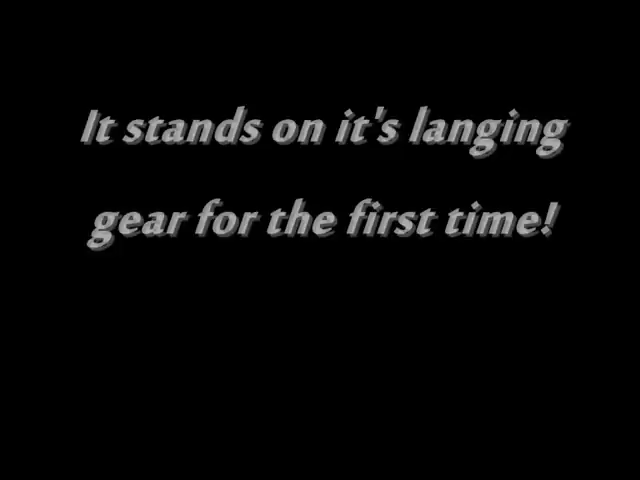 It stands on it's langing
gear for the first time!